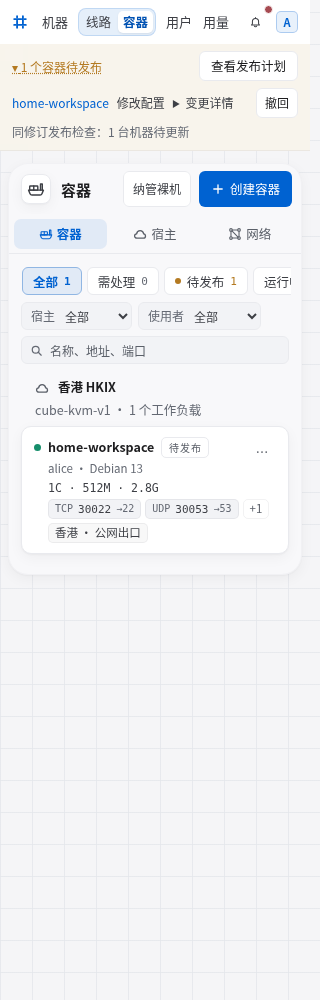 机器 线路 容器 用户 用量 A
▾ 1 个容器待发布 查看发布计划
home-workspace 修改配置 ▶ 变更详情 撤回
同修订发布检查：1 台机器待更新
容器 纳管裸机 + 创建容器
容器 宿主 网络
全部 1 需处理 0 待发布 1 运行
宿主 全部 使用者 全部
名称、地址、端口
香港 HKIX
cube-kvm-v1 • 1 个工作负载
home-workspace 待发布 …
alice • Debian 13
1C · 512M · 2.8G
TCP 30022 →22 UDP 30053 →53 +1
香港 • 公网出口